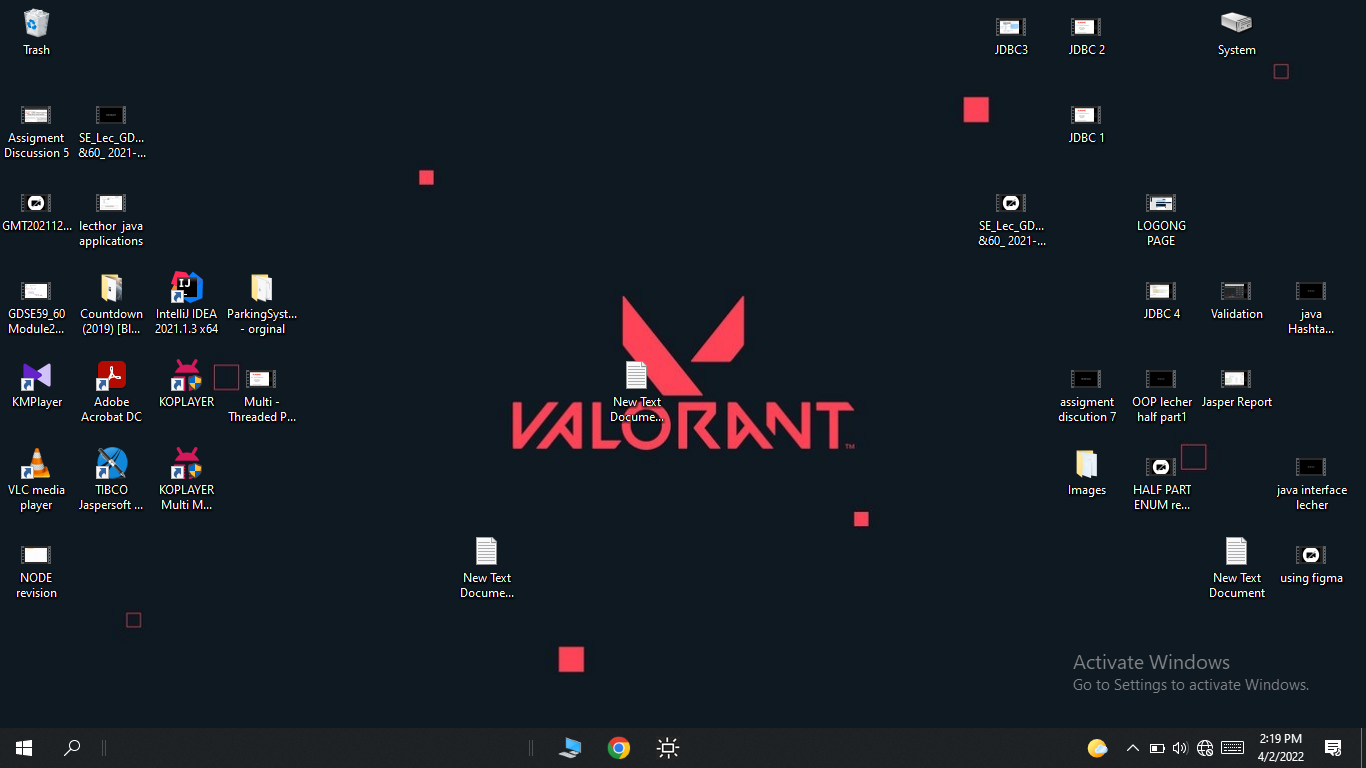 Trash
JDBC3
JDBC 2
System
Assigment
Discussion 5
SE_Lec_GD...
&60_ 2021-...
JDBC 1
GMT202112...
lecthor java
applications
SE_Lec_GD...
&60_ 2021-...
LOGONG
PAGE
GDSE59_60
Module2...
Countdown
(2019) [Bl...
IntelliJ IDEA
2021.1.3 x64
ParkingSyst...
- orginal
JDBC 4
Validation
java
Hashta...
KMPlayer
Adobe
Acrobat DC
KOPLAYER
Multi -
Threaded P...
New Text
Docume...
VALORANT™
assigment
discution 7
OOP lecher
half part1
Jasper Report
VLC media
player
TIBCO
Jaspersoft ...
KOPLAYER
Multi M...
Images
HALF PART
ENUM re...
java interface
lecher
NODE
revision
New Text
Docume...
New Text
Document
using figma
Activate Windows
Go to Settings to activate Windows.
2:19 PM
4/2/2022